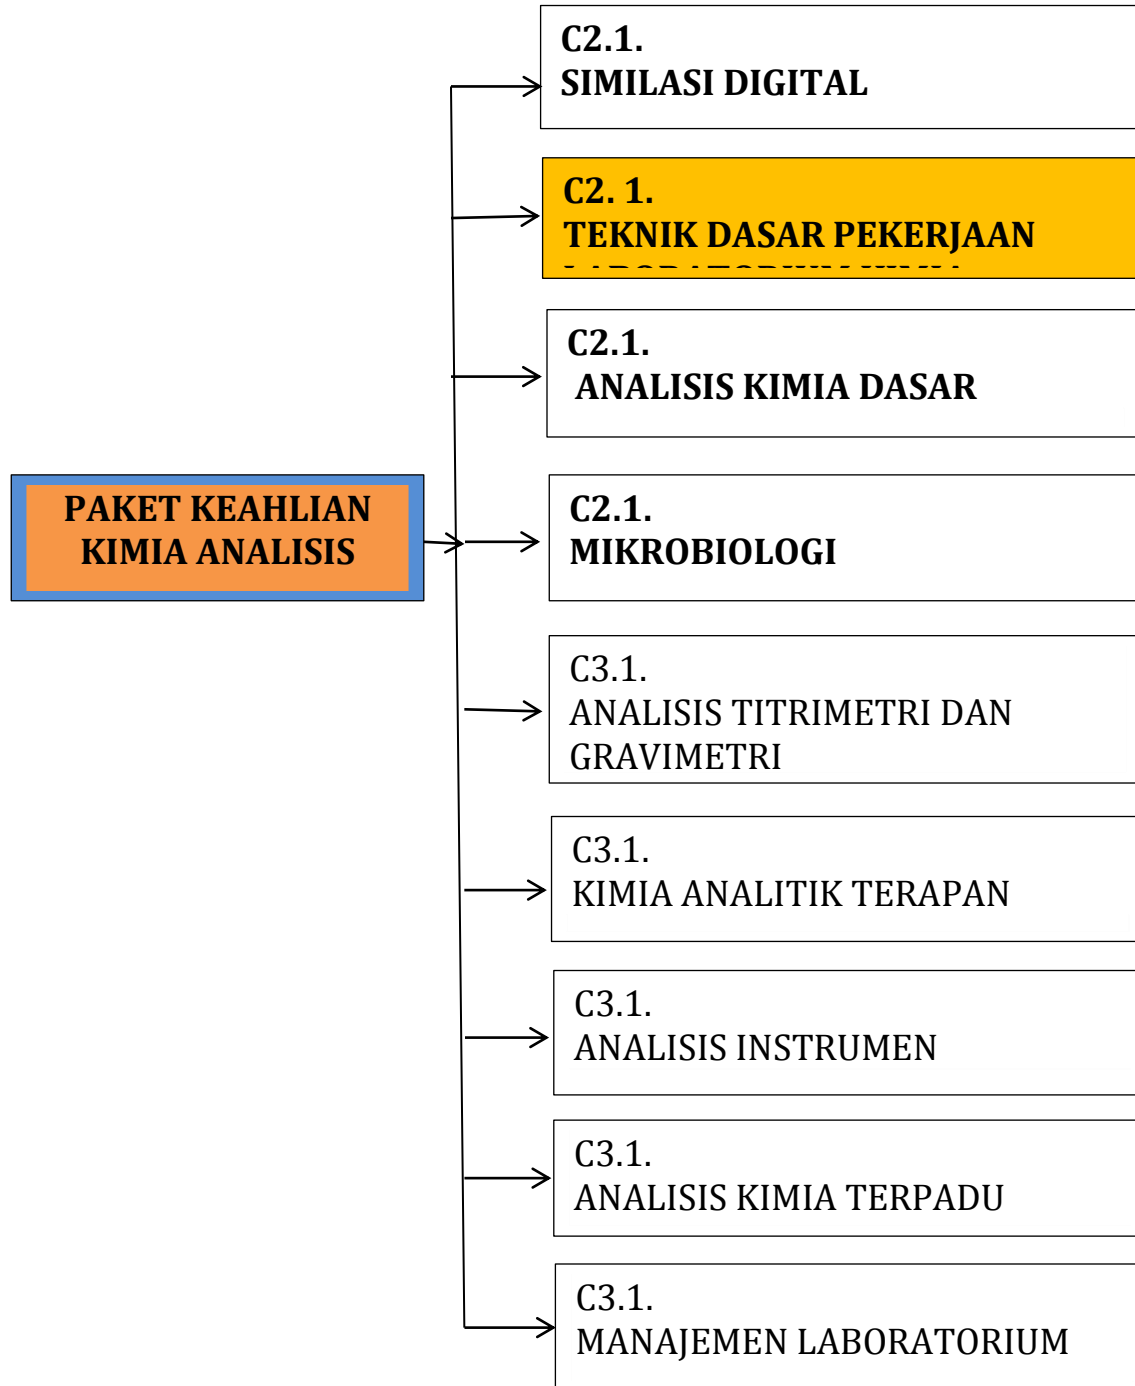 C2.1.
SIMILASI DIGITAL
C2. 1.
TEKNIK DASAR PEKERJAAN
C2.1.
ANALISIS KIMIA DASAR
PAKET KEAHLIAN
KIMIA ANALISIS
C2.1.
MIKROBIOLOGI
C3.1.
ANALISIS TITRIMETRI DAN
GRAVIMETRI
C3.1.
KIMIA ANALITIK TERAPAN
C3.1.
ANALISIS INSTRUMEN
C3.1.
ANALISIS KIMIA TERPADU
C3.1.
MANAJEMEN LABORATORIUM